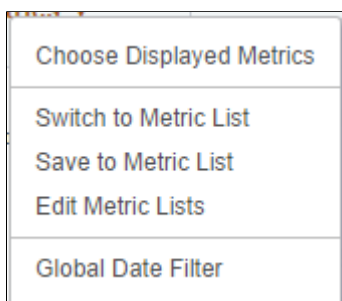 Choose Displayed Metrics
Switch to Metric List
Save to Metric List
Edit Metric Lists
Global Date Filter